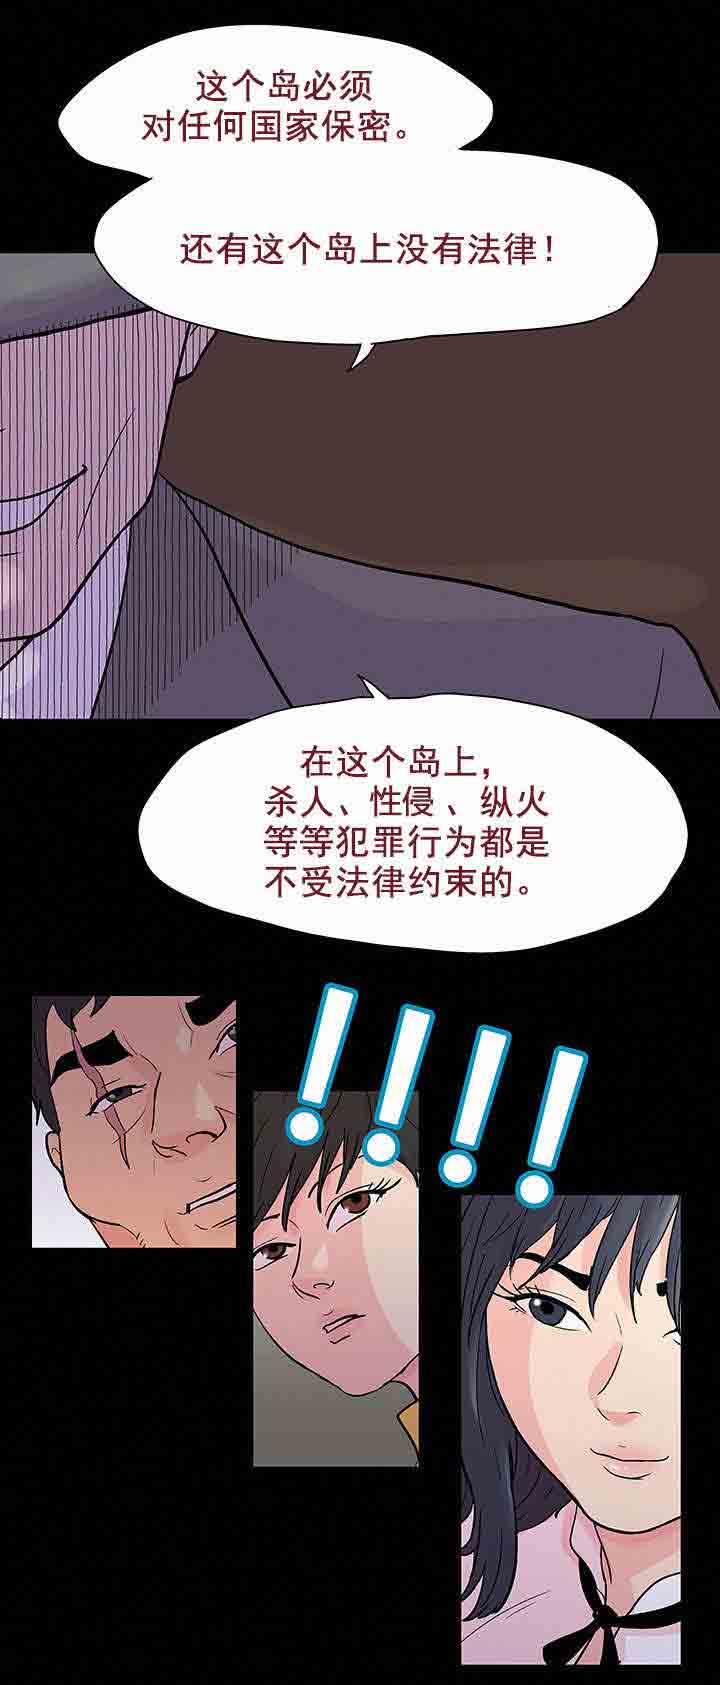 这个岛必须
对任何国家保密。
还有这个岛上没有法律！
在这个岛上，
杀人、性侵、纵火
等等犯罪行为都是
不受法律约束的。
！！！！